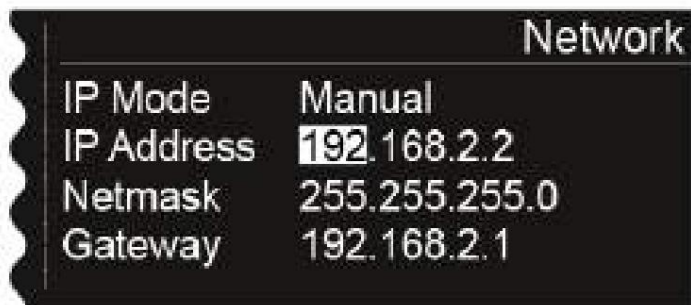 Network
IP Mode Manual
IP Address 192.168.2.2
Netmask 255.255.255.0
Gateway 192.168.2.1